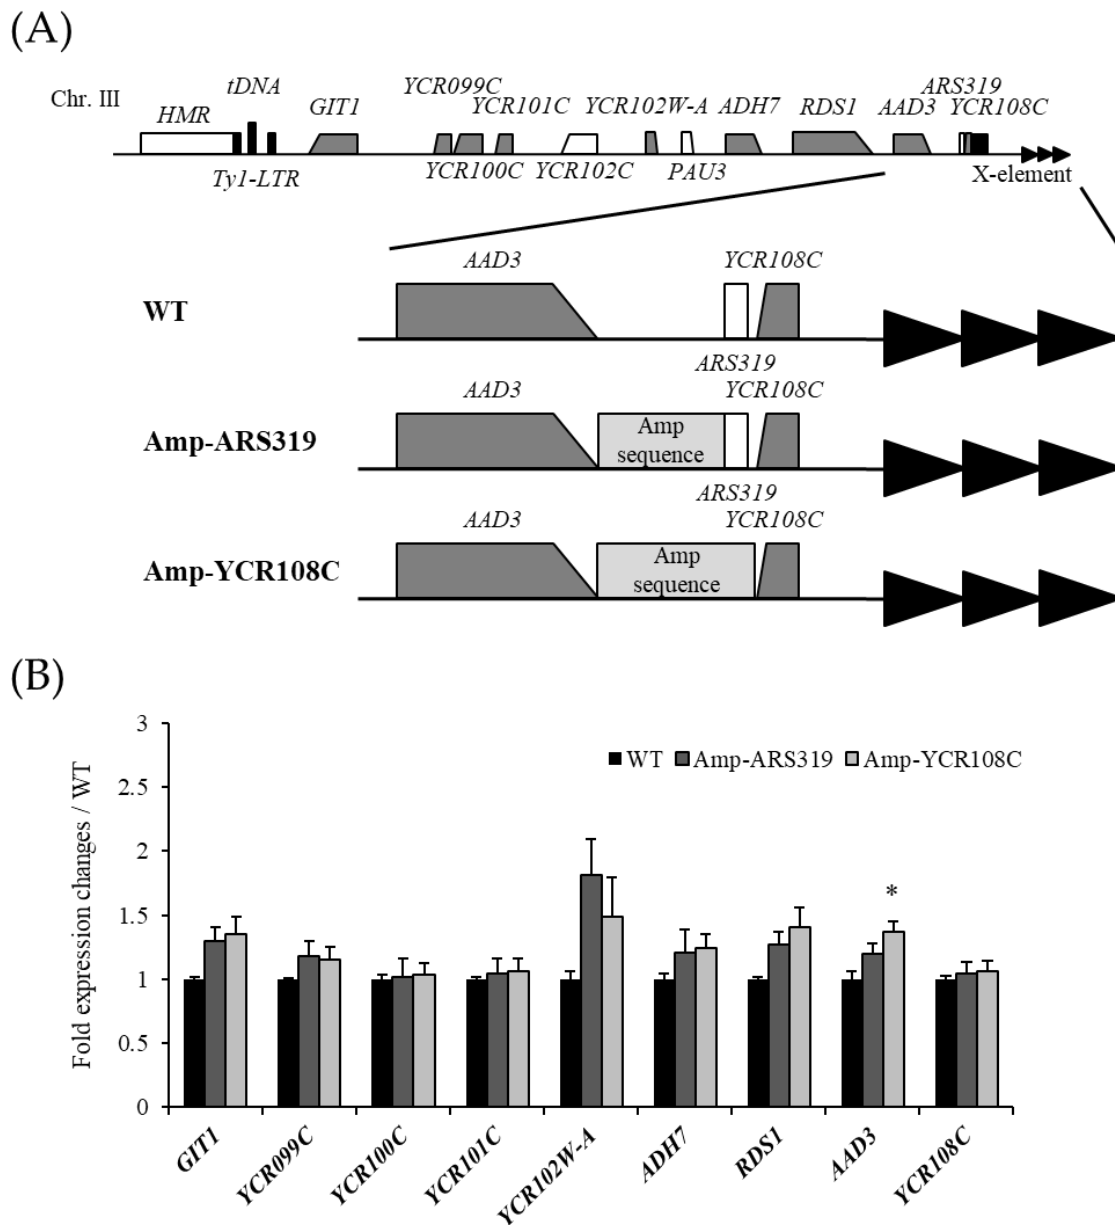 (A)
Chr. III
HMR
tDNA
Ty1-LTR
GIT1
YCR099C
YCR100C
YCR101C
YCR102C
YCR102W-A
PAU3
ADH7
RDS1
AAD3
ARS319
YCR108C
X-element
WT
AAD3
YCR108C
ARS319
Amp-ARS319
AAD3
YCR108C
Amp
sequence
ARS319
Amp-YCR108C
AAD3
YCR108C
Amp
sequence
(B)
Fold expression changes / WT
3
2.5
2
1.5
1
0.5
0
WT
Amp-ARS319
Amp-YCR108C
*
GIT1
YCR099C
YCR100C
YCR101C
YCR102W-A
ADH7
RDS1
AAD3
YCR108C